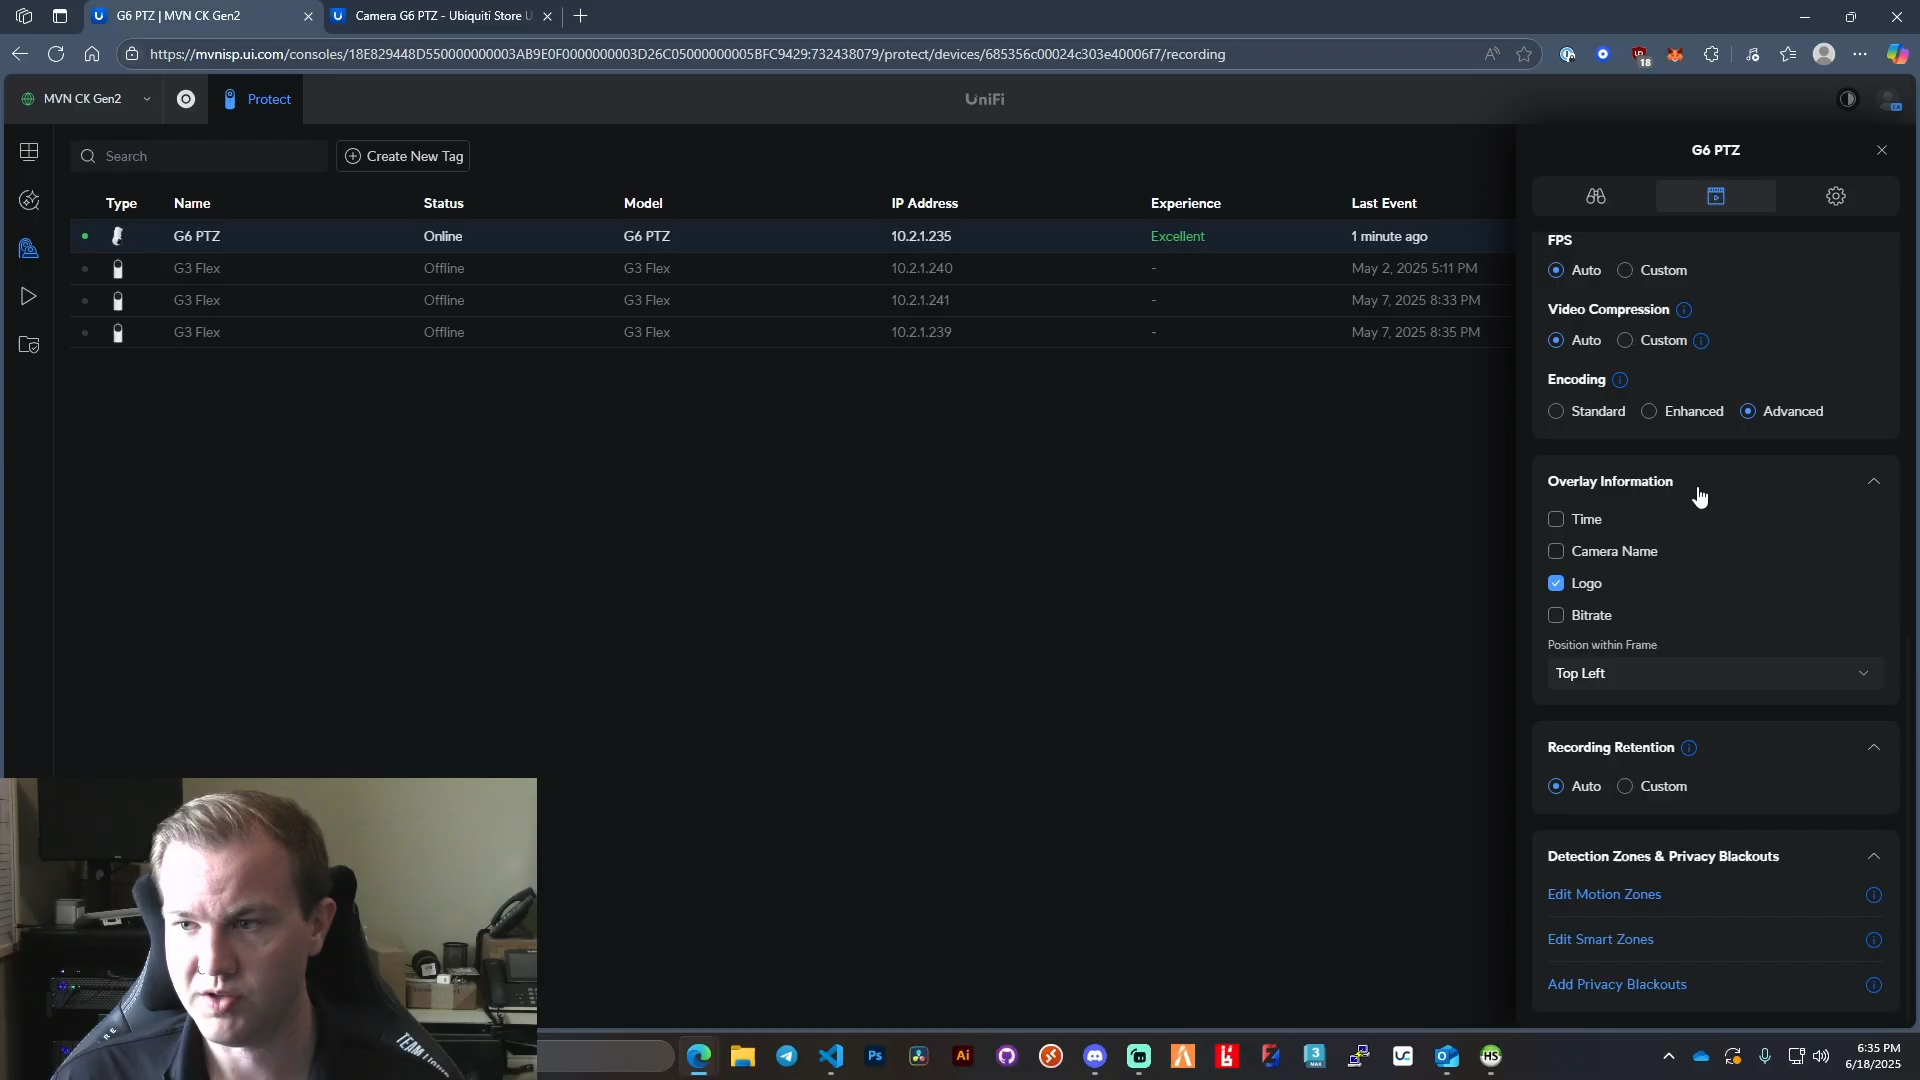 G6 PTZ | MVN CK Gen2
Camera G6 PTZ - Ubiquiti Store U
https://mvnisp.ui.com/consoles/18E829448D550000000003AB9E0F0000000003D26C05000000005BFC9429:732438079/protect/devices/685356c00024c303e40006f7/recording
18
MVN CK Gen2
Protect
UniFi
Search
Create New Tag
G6 PTZ
Type Name Status Model IP Address Experience Last Event
G6 PTZ Online G6 PTZ 10.2.1.235 Excellent 1 minute ago
G3 Flex Offline G3 Flex 10.2.1.240 - May 2, 2025 5:11 PM
G3 Flex Offline G3 Flex 10.2.1.241 - May 7, 2025 8:33 PM
G3 Flex Offline G3 Flex 10.2.1.239 - May 7, 2025 8:35 PM
FPS
Auto Custom
Video Compression
Auto Custom
Encoding
Standard Enhanced Advanced
Overlay Information
Time
Camera Name
Logo
Bitrate
Position within Frame
Top Left
Recording Retention
Auto Custom
Detection Zones & Privacy Blackouts
Edit Motion Zones
Edit Smart Zones
Add Privacy Blackouts
Ps
Ai
3
MAX
UC
HS
6:35 PM
6/18/2025